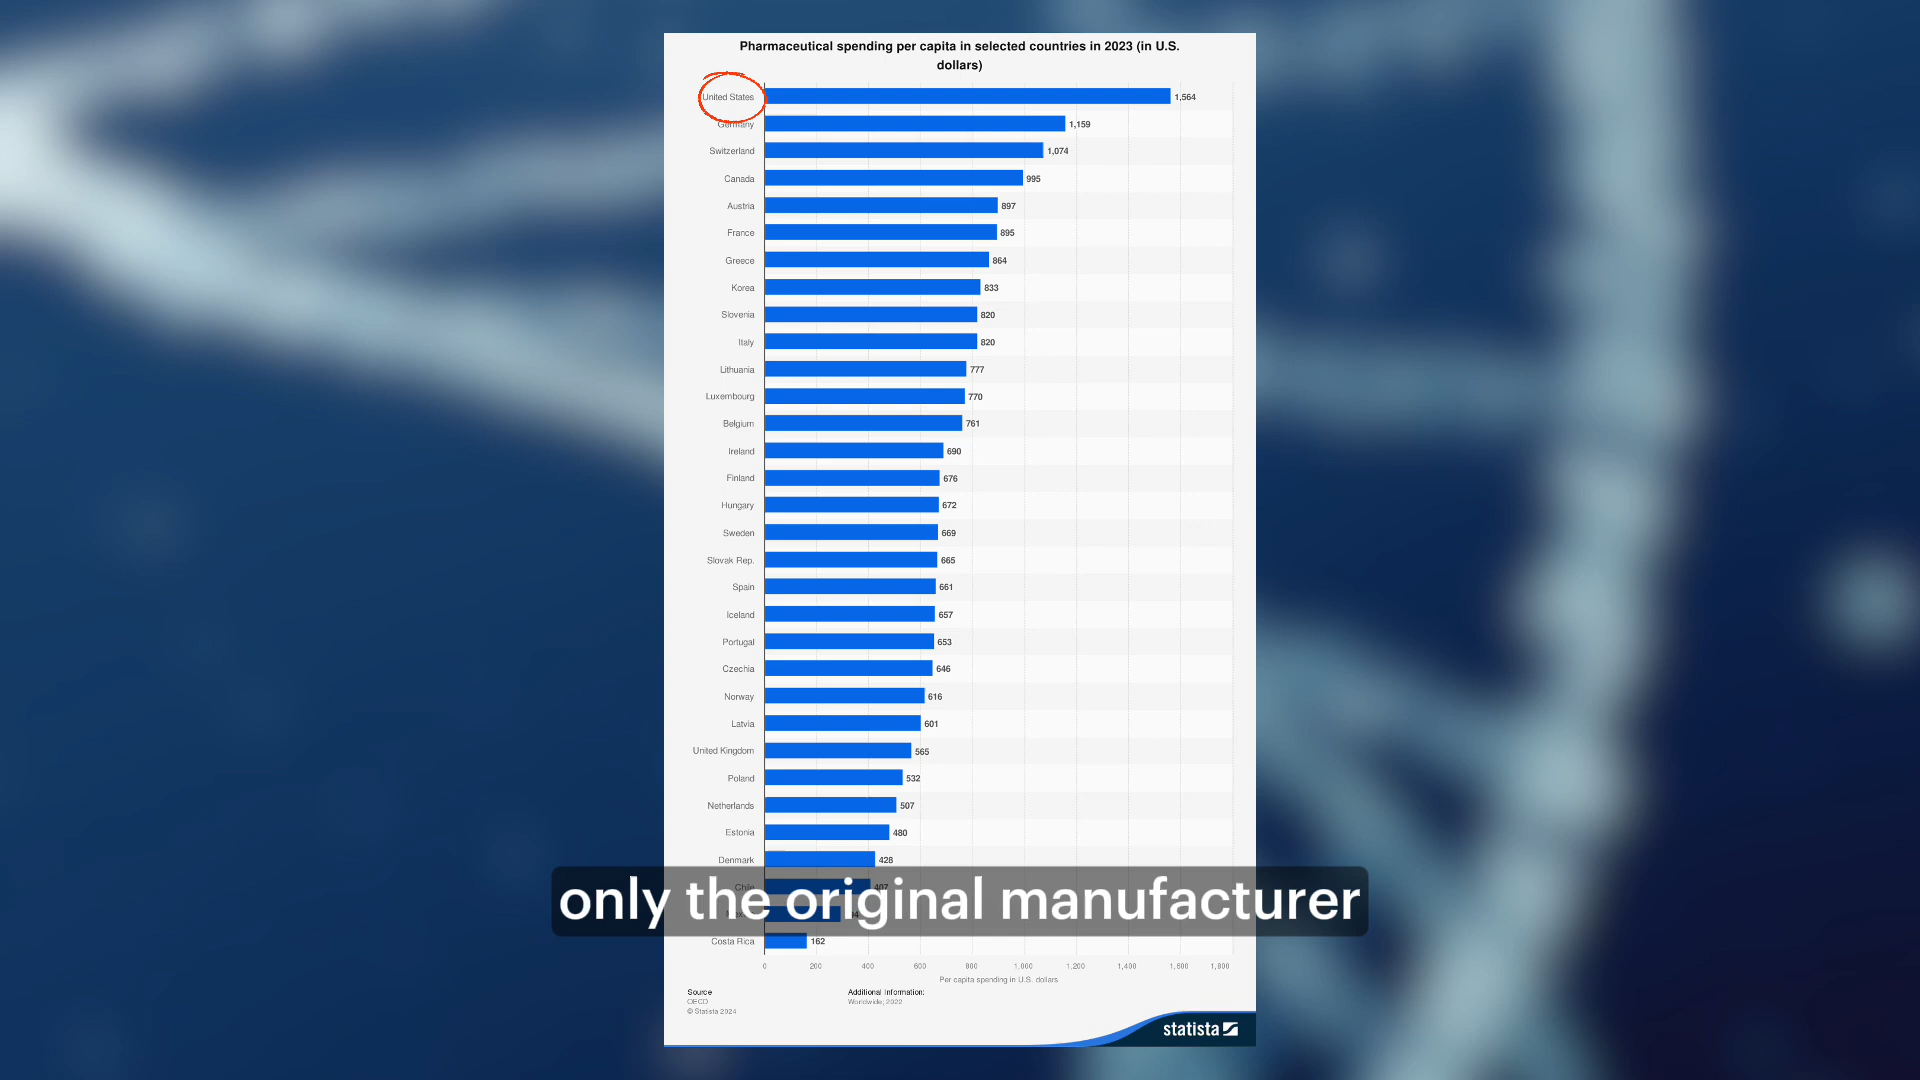 Pharmaceutical spending per capita in selected countries in 2023 (in U.S.
dollars)
United States 1,564
Germany 1,159
Switzerland 1,074
Canada 995
Austria 897
France 895
Greece 864
Korea 833
Slovenia 820
Italy 820
Lithuania 777
Luxembourg 770
Belgium 761
Ireland 690
Finland 676
Hungary 672
Sweden 669
Slovak Rep. 665
Spain 661
Iceland 657
Portugal 653
Czechia 646
Norway 616
Latvia 601
United Kingdom 565
Poland 532
Netherlands 507
Estonia 480
Denmark 428
Chile 407
only the original manufacturer
Costa Rica 162
0 200 400 600 800 1,000 1,200 1,400 1,600 1,800
Per capita spending in U.S. dollars
Source
OECD
© Statista 2024
Additional Information:
Worldwide; 2022
statista